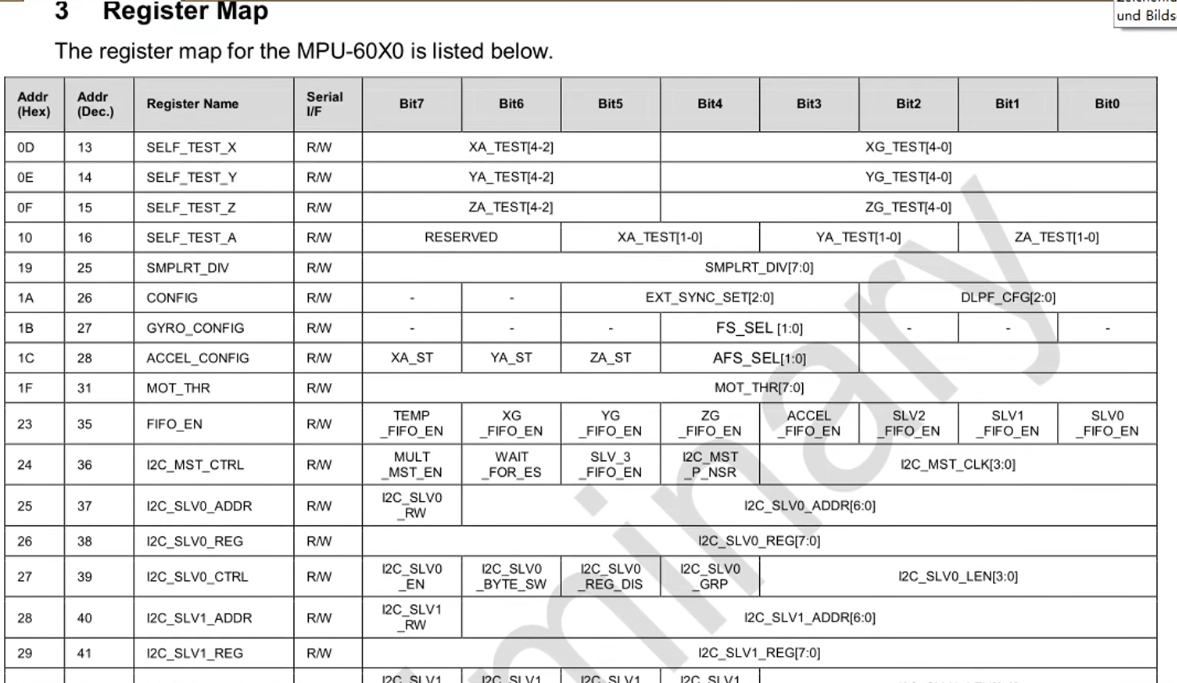 und Bilds
3 Register Map
The register map for the MPU-60X0 is listed below.
Addr (Hex) Addr (Dec.) Register Name Serial I/F Bit7 Bit6 Bit5 Bit4 Bit3 Bit2 Bit1 Bit0
0D 13 SELF_TEST_X R/W XA_TEST[4-2] XG_TEST[4-0]
0E 14 SELF_TEST_Y R/W YA_TEST[4-2] YG_TEST[4-0]
0F 15 SELF_TEST_Z R/W ZA_TEST[4-2] ZG_TEST[4-0]
10 16 SELF_TEST_A R/W RESERVED XA_TEST[1-0] YA_TEST[1-0] ZA_TEST[1-0]
19 25 SMPLRT_DIV R/W SMPLRT_DIV[7:0]
1A 26 CONFIG R/W - - EXT_SYNC_SET[2:0] DLPF_CFG[2:0]
1B 27 GYRO_CONFIG R/W - - - FS_SEL [1:0] - - -
1C 28 ACCEL_CONFIG R/W XA_ST YA_ST ZA_ST AFS_SEL[1:0]
1F 31 MOT_THR R/W MOT_THR[7:0]
23 35 FIFO_EN R/W TEMP _FIFO_EN XG _FIFO_EN YG _FIFO_EN ZG _FIFO_EN ACCEL _FIFO_EN SLV2 _FIFO_EN SLV1 _FIFO_EN SLV0 _FIFO_EN
24 36 I2C_MST_CTRL R/W MULT _MST_EN WAIT _FOR_ES SLV_3 _FIFO_EN I2C_MST _P_NSR I2C_MST_CLK[3:0]
25 37 I2C_SLV0_ADDR R/W I2C_SLV0 _RW I2C_SLV0_ADDR[6:0]
26 38 I2C_SLV0_REG R/W I2C_SLV0_REG[7:0]
27 39 I2C_SLV0_CTRL R/W I2C_SLV0 _EN I2C_SLV0 _BYTE_SW I2C_SLV0 _REG_DIS I2C_SLV0 _GRP I2C_SLV0_LEN[3:0]
28 40 I2C_SLV1_ADDR R/W I2C_SLV1 _RW I2C_SLV1_ADDR[6:0]
29 41 I2C_SLV1_REG R/W I2C_SLV1_REG[7:0]
I2C_SLV1 I2C_SLV1 I2C_SLV1 I2C_SLV1
minary